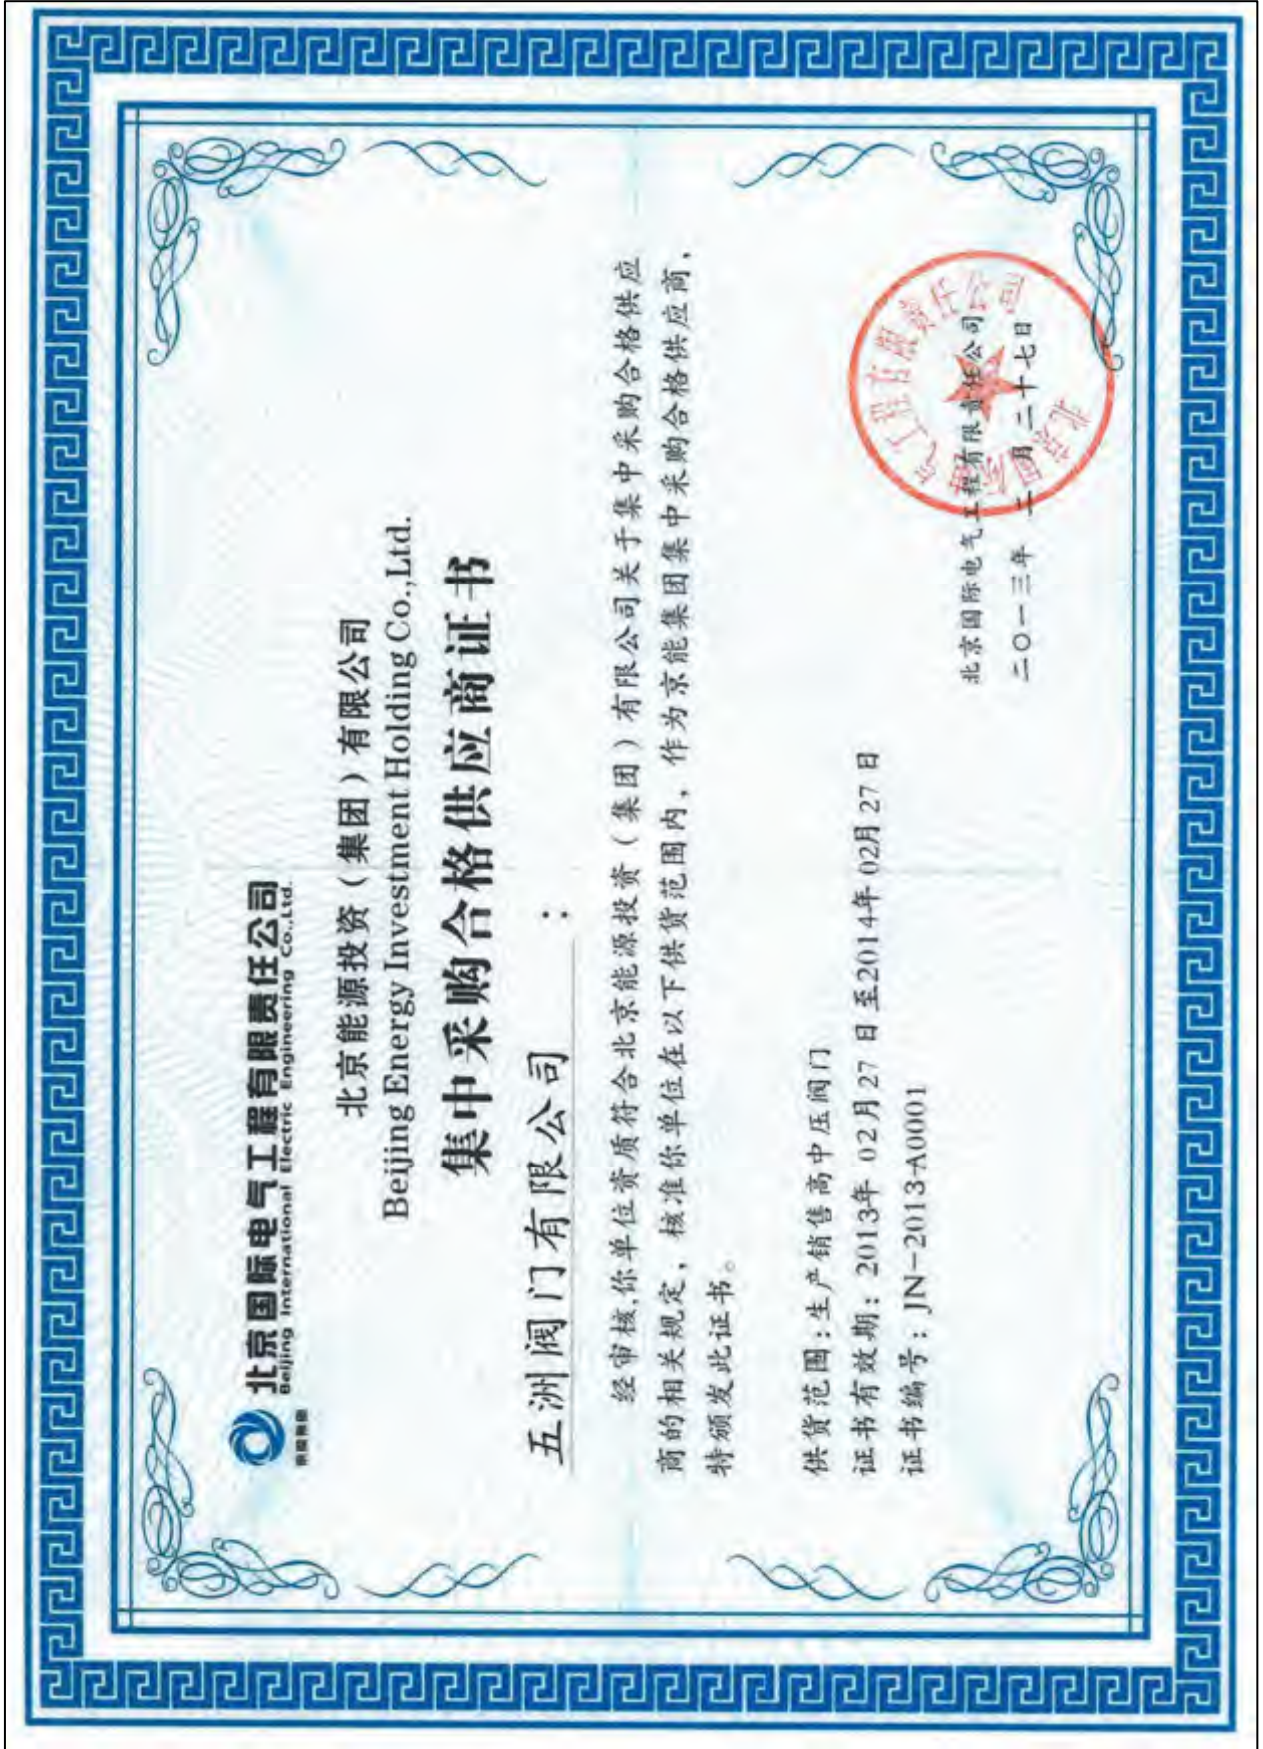 北京国际电气工程有限责任公司
Beijing International Electric Engineering Co.,Ltd.
北京能源投资（集团）有限公司
Beijing Energy Investment Holding Co.,Ltd.
集中采购合格供应商证书
五洲阀门有限公司：
经审核,你单位资质符合北京能源投资（集团）有限公司关于集中采购合格供应
商的相关规定，核准你单位在以下供货范围内，作为京能集团集中采购合格供应商，
特颁发此证书。
供货范围:生产销售高中压阀门
证书有效期：2013年 02月27 日 至2014年 02月 27 日
证书编号：JN-2013-A0001
北京国际电气工程有限责任公司
二〇一三年 二月 二十七日